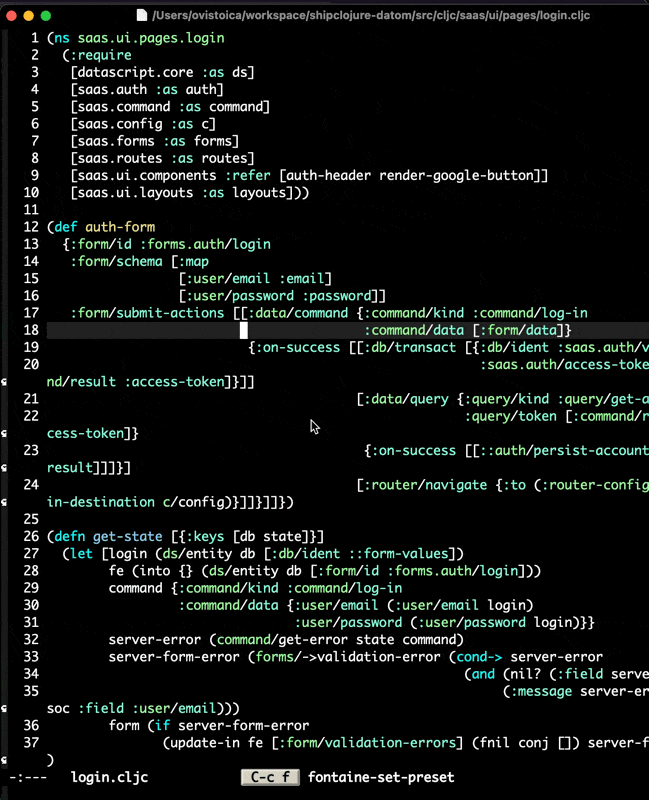 /Users/ovistoica/workspace/shipclojure-datom/src/cljc/saas/ui/pages/login.cljc
1 (ns saas.ui.pages.login
2 (:require
3 [datascript.core :as ds]
4 [saas.auth :as auth]
5 [saas.command :as command]
6 [saas.config :as c]
7 [saas.forms :as forms]
8 [saas.routes :as routes]
9 [saas.ui.components :refer [auth-header render-google-button]]
10 [saas.ui.layouts :as layouts]))
11
12 (def auth-form
13 {:form/id :forms.auth/login
14 :form/schema [:map
15 [:user/email :email]
16 [:user/password :password]]
17 :form/submit-actions [[:data/command {:command/kind :command/log-in
18 :command/data [:form/data]}
19 {:on-success [[:db/transact [{:db/ident :saas.auth/v
20 :saas.auth/access-toke
nd/result :access-token]}]]
21 [:data/query {:query/kind :query/get-a
22 :query/token [:command/r
cess-token]}
23 {:on-success [[::auth/persist-account
result]]]}]
24 [:router/navigate {:to (:router-config
in-destination c/config)}]]}]]})
25
26 (defn get-state [{:keys [db state]}]
27 (let [login (ds/entity db [:db/ident ::form-values])
28 fe (into {} (ds/entity db [:form/id :forms.auth/login]))
29 command {:command/kind :command/log-in
30 :command/data {:user/email (:user/email login)
31 :user/password (:user/password login)}}
32 server-error (command/get-error state command)
33 server-form-error (forms/->validation-error (cond-> server-error
34 (and (nil? (:field serve
35 (:message server-er
soc :field :user/email)))
36 form (if server-form-error
37 (update-in fe [:form/validation-errors] (fnil conj []) server-f
)
-:--- login.cljc C-c f fontaine-set-preset